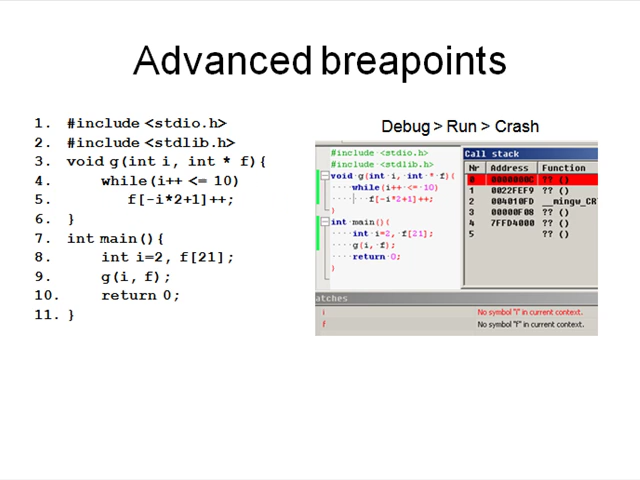 Advanced breapoints
1. #include <stdio.h>
2. #include <stdlib.h>
3. void g(int i, int * f){
4. while(i++ <= 10)
5. f[-i*2+1]++;
6. }
7. int main(){
8. int i=2, f[21];
9. g(i, f);
10. return 0;
11. }
Debug > Run > Crash
#include <stdio.h>
#include <stdlib.h>
void g(int i, int * f){
while(i++ <= 10)
f[-i*2+1]++;
}
int main(){
int i=2, f[21];
g(i, f);
return 0;
}
Call stack
Nr Address Function
0 0000000C ?? ()
1 0022FEF9 ?? ()
2 004010FD __mingw_CR
3 00000F08 ?? ()
4 7FFD4000 ?? ()
5 ?? ()
atches
i No symbol "i" in current context.
f No symbol "f" in current context.